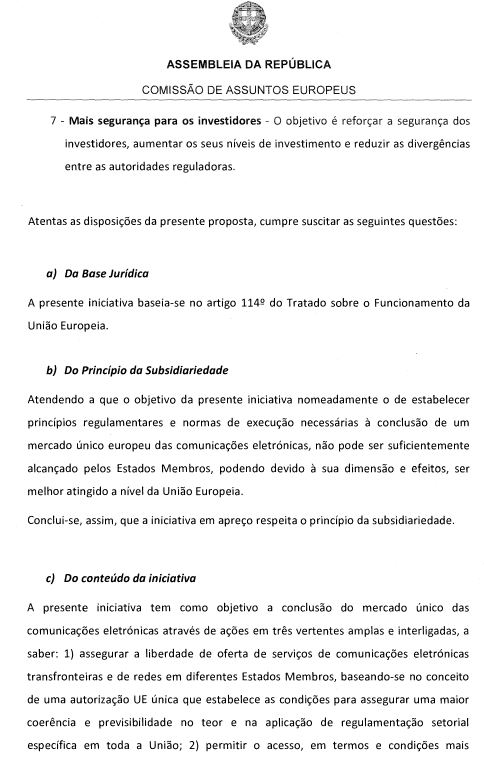 ASSEMBLEIA DA REPÚBLICA
COMISSÃO DE ASSUNTOS EUROPEUS
7 - Mais segurança para os investidores - O objetivo é reforçar a segurança dos
investidores, aumentar os seus níveis de investimento e reduzir as divergências
entre as autoridades reguladoras.
Atentas as disposições da presente proposta, cumpre suscitar as seguintes questões:
a) Da Base Jurídica
A presente iniciativa baseia-se no artigo 114º do Tratado sobre o Funcionamento da
União Europeia.
b) Do Princípio da Subsidiariedade
Atendendo a que o objetivo da presente iniciativa nomeadamente o de estabelecer
princípios regulamentares e normas de execução necessárias à conclusão de um
mercado único europeu das comunicações eletrónicas, não pode ser suficientemente
alcançado pelos Estados Membros, podendo devido à sua dimensão e efeitos, ser
melhor atingido a nível da União Europeia.
Conclui-se, assim, que a iniciativa em apreço respeita o princípio da subsidiariedade.
c) Do conteúdo da iniciativa
A presente iniciativa tem como objetivo a conclusão do mercado único das
comunicações eletrónicas através de ações em três vertentes amplas e interligadas, a
saber: 1) assegurar a liberdade de oferta de serviços de comunicações eletrónicas
transfronteiras e de redes em diferentes Estados Membros, baseando-se no conceito
de uma autorização UE única que estabelece as condições para assegurar uma maior
coerência e previsibilidade no teor e na aplicação de regulamentação setorial
específica em toda a União; 2) permitir o acesso, em termos e condições mais